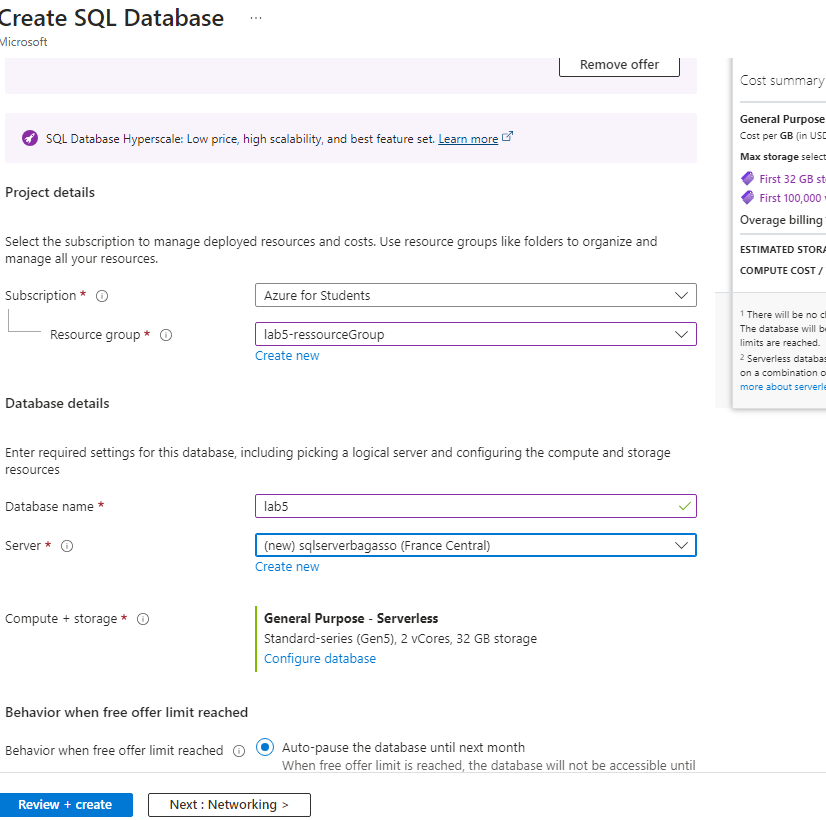 Create SQL Database ...
Microsoft
Remove offer
SQL Database Hyperscale: Low price, high scalability, and best feature set. Learn more
Project details
Select the subscription to manage deployed resources and costs. Use resource groups like folders to organize and
manage all your resources.
Subscription *
Azure for Students
Resource group *
lab5-ressourceGroup
Create new
Database details
Enter required settings for this database, including picking a logical server and configuring the compute and storage
resources
Database name *
lab5
Server *
(new) sqlserverbagasso (France Central)
Create new
Compute + storage *
General Purpose - Serverless
Standard-series (Gen5), 2 vCores, 32 GB storage
Configure database
Behavior when free offer limit reached
Behavior when free offer limit reached
Auto-pause the database until next month
When free offer limit is reached, the database will not be accessible until
Review + create
Next : Networking >
Cost summary
General Purpose
Cost per GB (in USD
Max storage select
First 32 GB st
First 100,000
Overage billing
ESTIMATED STORA
COMPUTE COST /
1 There will be no c
The database will b
limits are reached.
2 Serverless databas
on a combination o
more about serverle